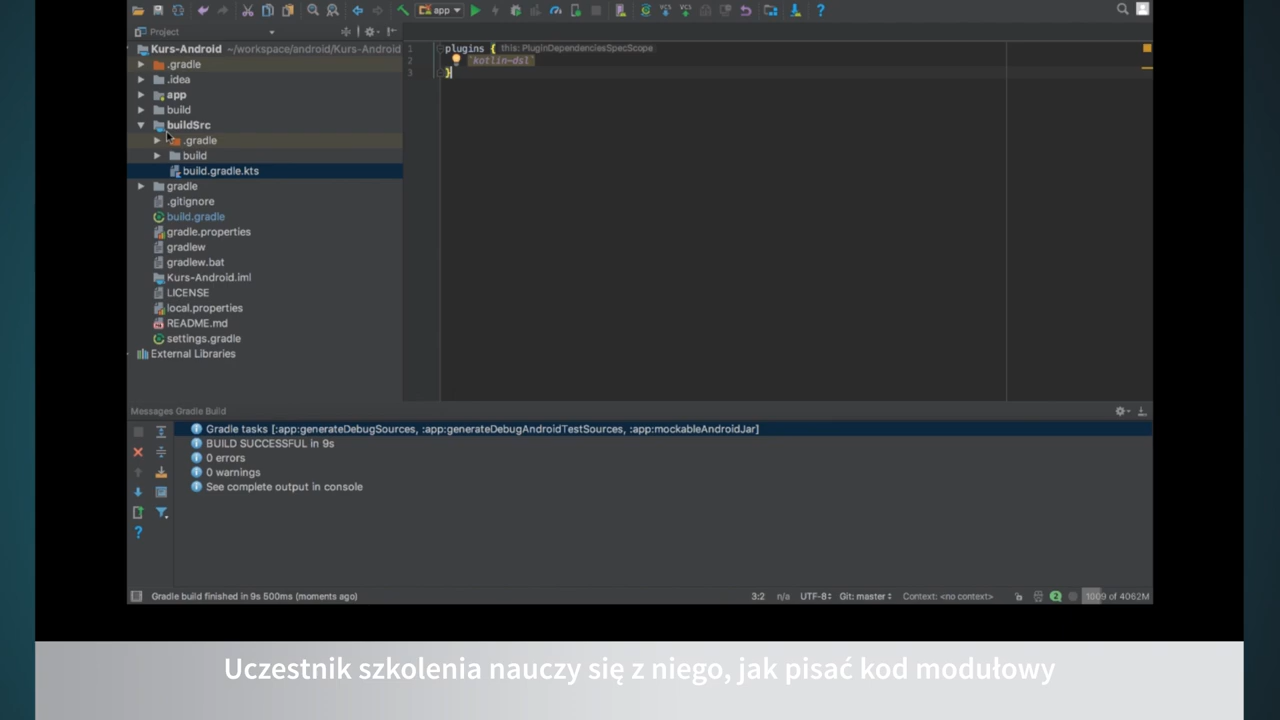 app
Project
Kurs-Android ~/workspace/android/Kurs-Android
.gradle
.idea
app
build
buildSrc
.gradle
build
build.gradle.kts
gradle
.gitignore
build.gradle
gradle.properties
gradlew
gradlew.bat
Kurs-Android.iml
LICENSE
local.properties
README.md
settings.gradle
External Libraries
1 plugins { this: PluginDependenciesSpecScope
2 `kotlin-dsl`
3 }
Messages Gradle Build
Gradle tasks [:app:generateDebugSources, :app:generateDebugAndroidTestSources, :app:mockableAndroidJar]
BUILD SUCCESSFUL in 9s
0 errors
0 warnings
See complete output in console
Gradle build finished in 9s 500ms (moments ago) 3:2 n/a UTF-8 Git: master Context: <no context> 1009 of 4062M
Uczestnik szkolenia nauczy się z niego, jak pisać kod modułowy